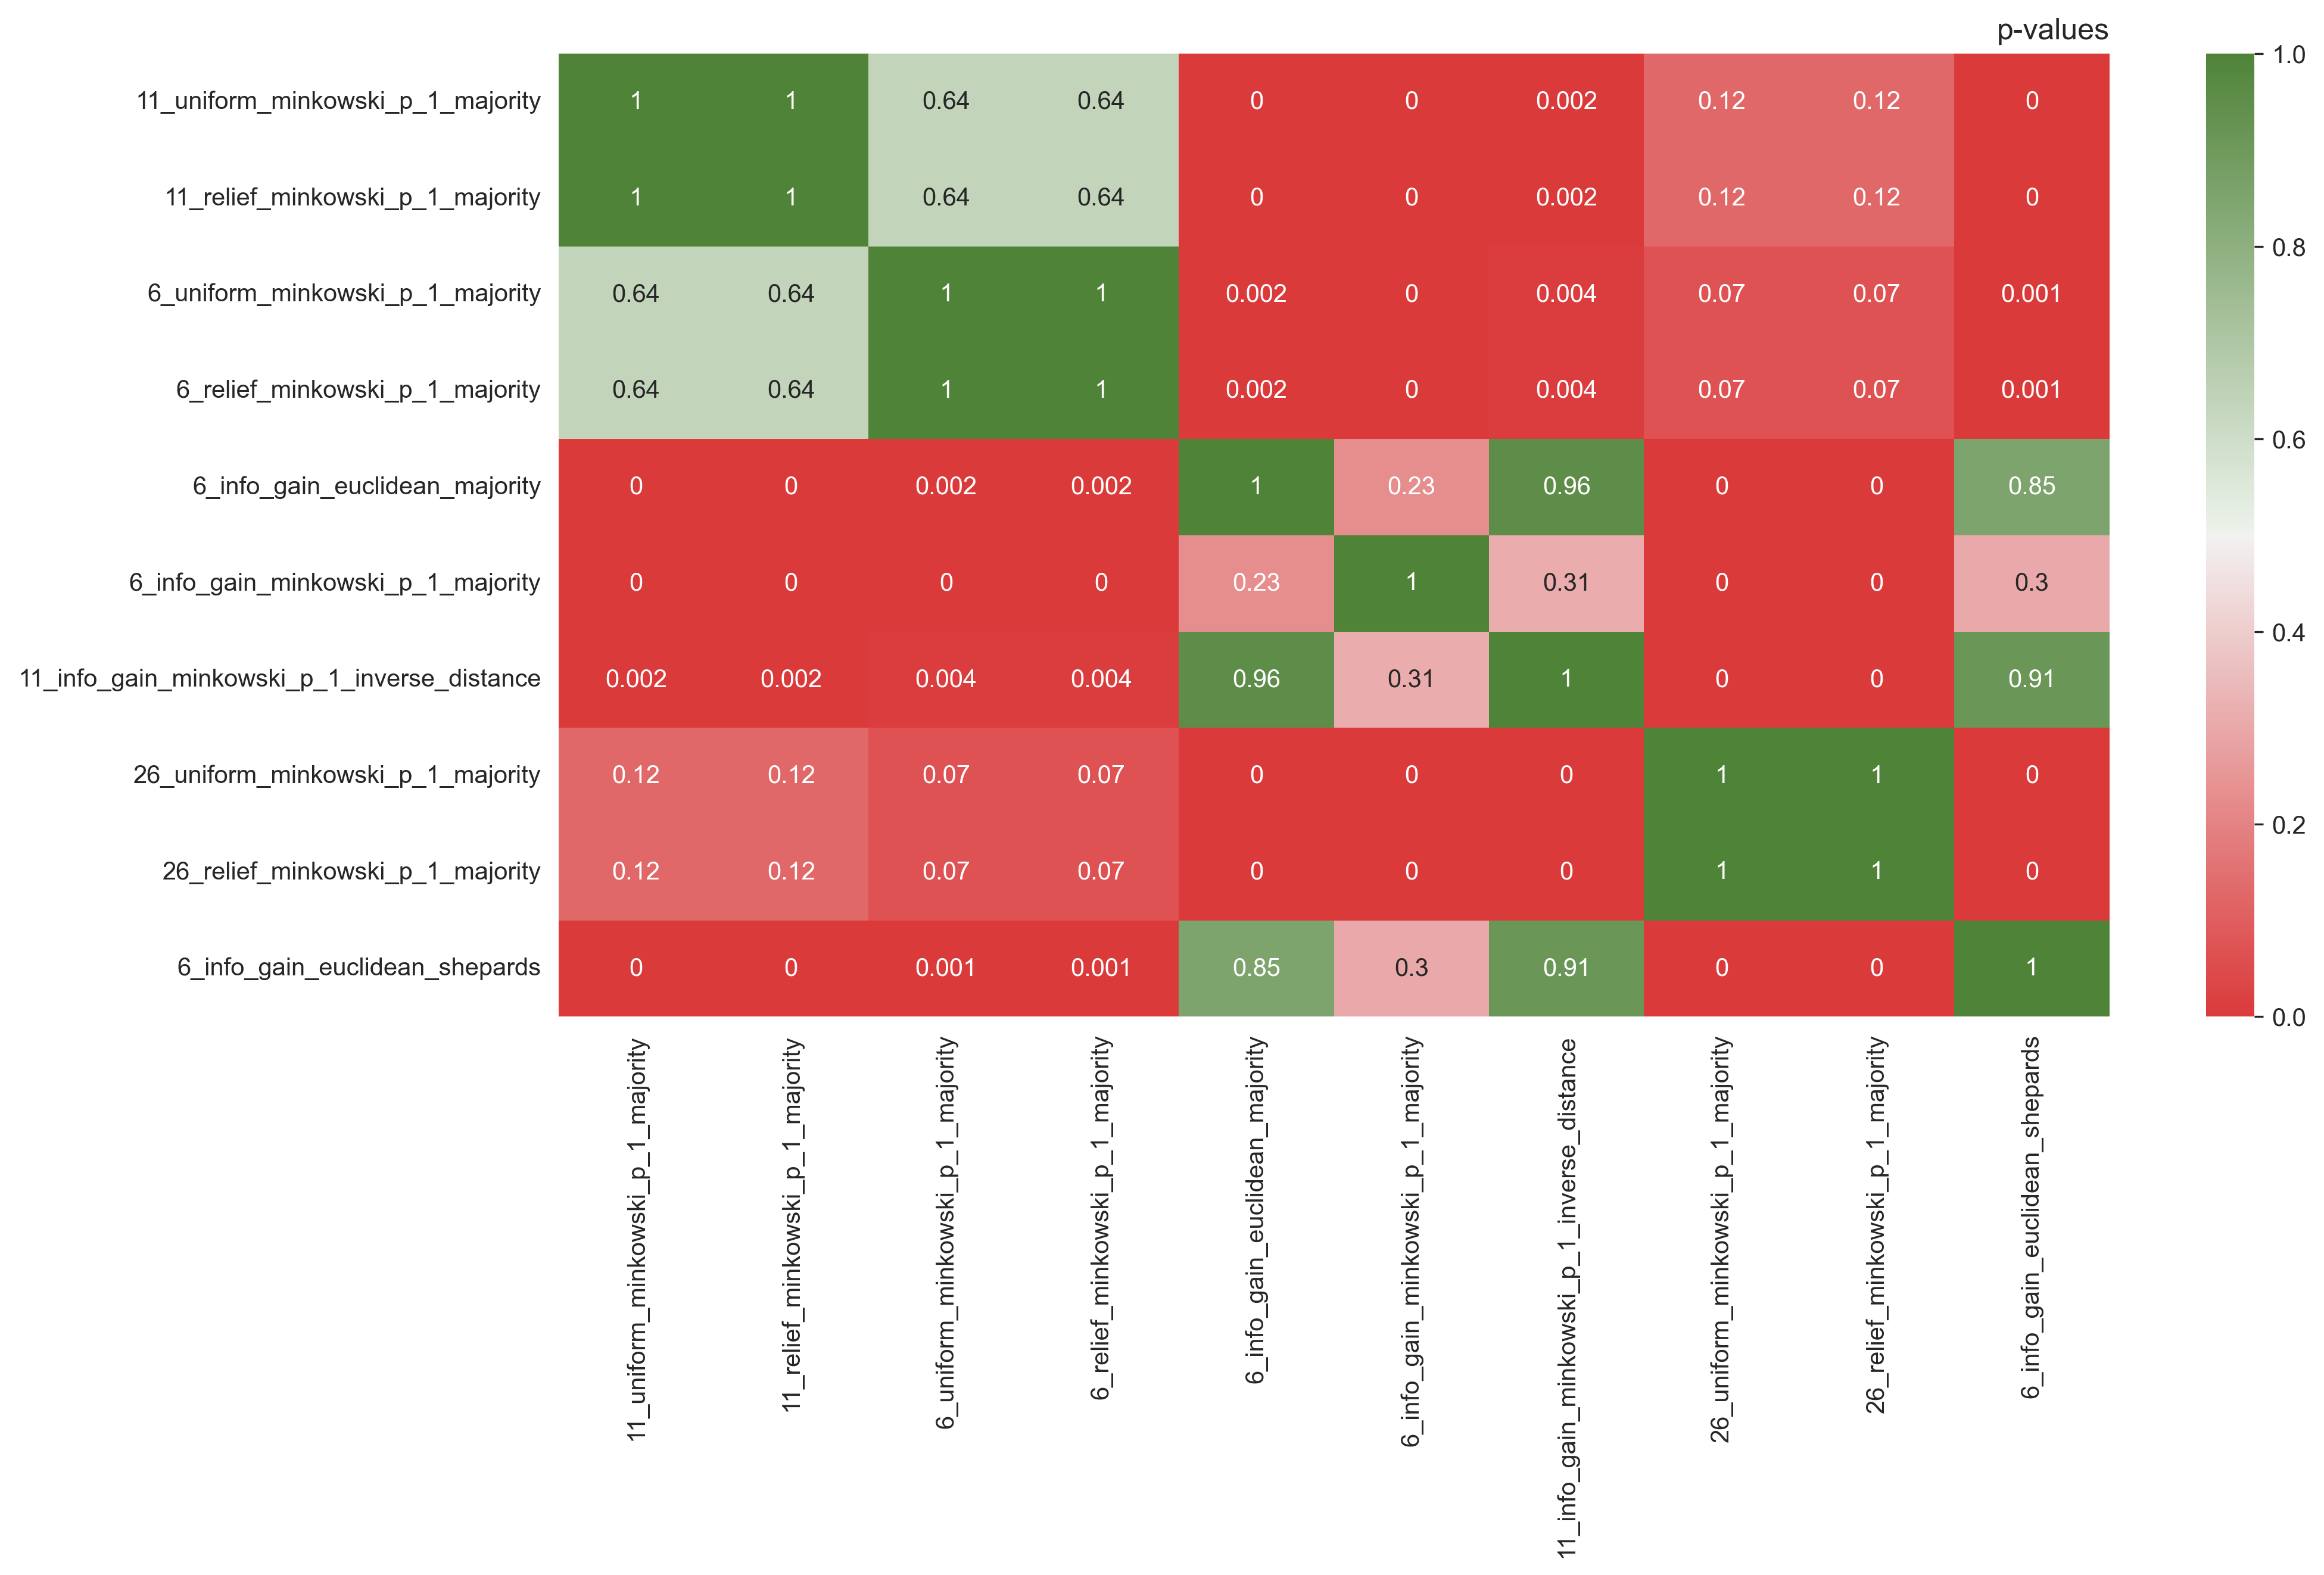 p-values
11_uniform_minkowski_p_1_majority 1 1 0.64 0.64 0 0 0.002 0.12 0.12 0
11_relief_minkowski_p_1_majority 1 1 0.64 0.64 0 0 0.002 0.12 0.12 0
6_uniform_minkowski_p_1_majority 0.64 0.64 1 1 0.002 0 0.004 0.07 0.07 0.001
6_relief_minkowski_p_1_majority 0.64 0.64 1 1 0.002 0 0.004 0.07 0.07 0.001
6_info_gain_euclidean_majority 0 0 0.002 0.002 1 0.23 0.96 0 0 0.85
6_info_gain_minkowski_p_1_majority 0 0 0 0 0.23 1 0.31 0 0 0.3
11_info_gain_minkowski_p_1_inverse_distance 0.002 0.002 0.004 0.004 0.96 0.31 1 0 0 0.91
26_uniform_minkowski_p_1_majority 0.12 0.12 0.07 0.07 0 0 0 1 1 0
26_relief_minkowski_p_1_majority 0.12 0.12 0.07 0.07 0 0 0 1 1 0
6_info_gain_euclidean_shepards 0 0 0.001 0.001 0.85 0.3 0.91 0 0 1
11_uniform_minkowski_p_1_majority
11_relief_minkowski_p_1_majority
6_uniform_minkowski_p_1_majority
6_relief_minkowski_p_1_majority
6_info_gain_euclidean_majority
6_info_gain_minkowski_p_1_majority
11_info_gain_minkowski_p_1_inverse_distance
26_uniform_minkowski_p_1_majority
26_relief_minkowski_p_1_majority
6_info_gain_euclidean_shepards
1.0
0.8
0.6
0.4
0.2
0.0